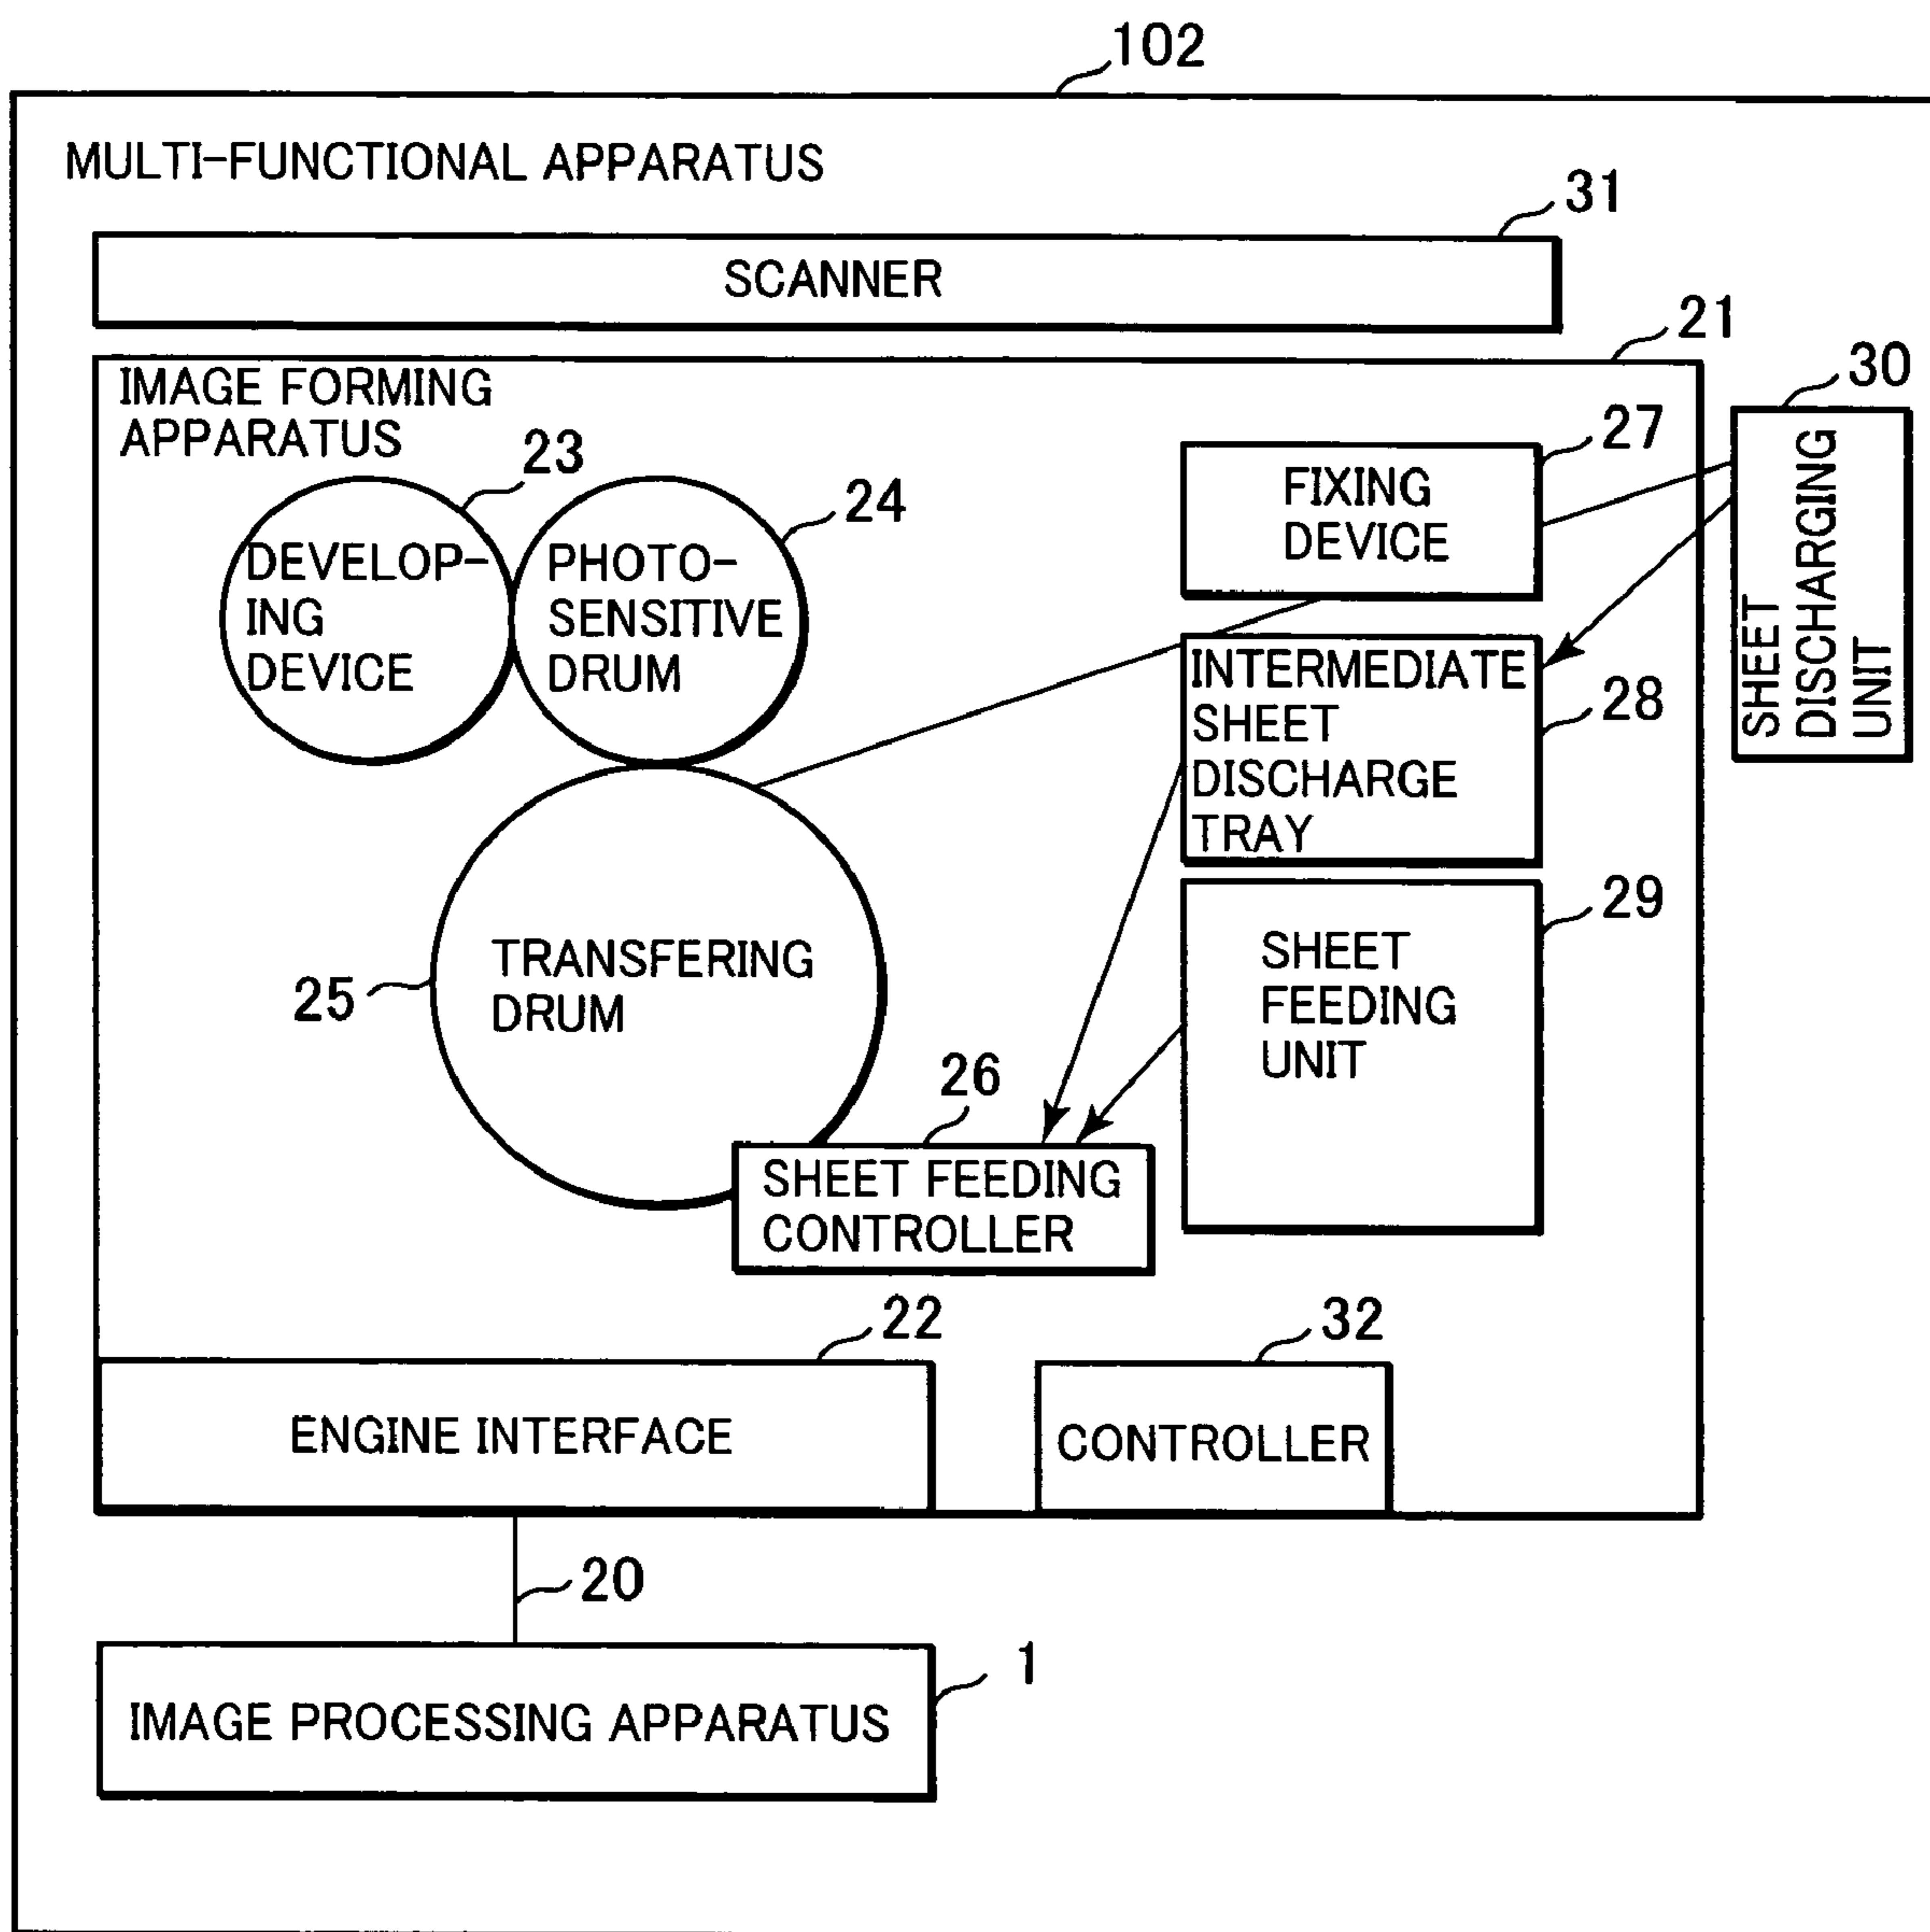 102
MULTI-FUNCTIONAL APPARATUS
31
SCANNER
21
IMAGE FORMING
APPARATUS
30
SHEET
DISCHARGING
UNIT
23
DEVELOP-
ING
DEVICE
24
PHOTO-
SENSITIVE
DRUM
27
FIXING
DEVICE
INTERMEDIATE
SHEET
DISCHARGE
TRAY
28
25
TRANSFERING
DRUM
29
SHEET
FEEDING
UNIT
26
SHEET FEEDING
CONTROLLER
22
ENGINE INTERFACE
32
CONTROLLER
20
1
IMAGE PROCESSING APPARATUS